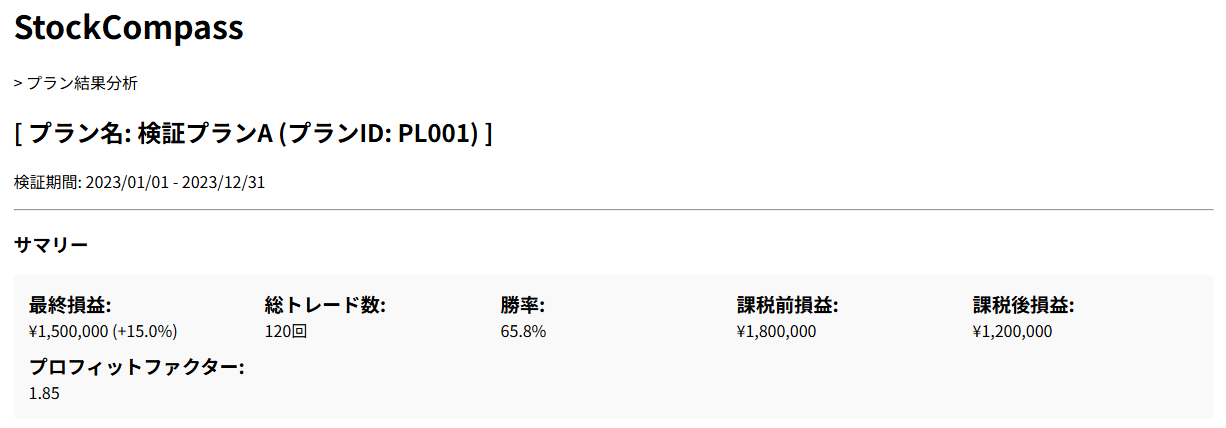 StockCompass
> プラン結果分析
[ プラン名: 検証プランA (プランID: PL001) ]
検証期間: 2023/01/01 - 2023/12/31
サマリー
最終損益:
¥1,500,000 (+15.0%)
総トレード数:
120回
勝率:
65.8%
課税前損益:
¥1,800,000
課税後損益:
¥1,200,000
プロフィットファクター:
1.85